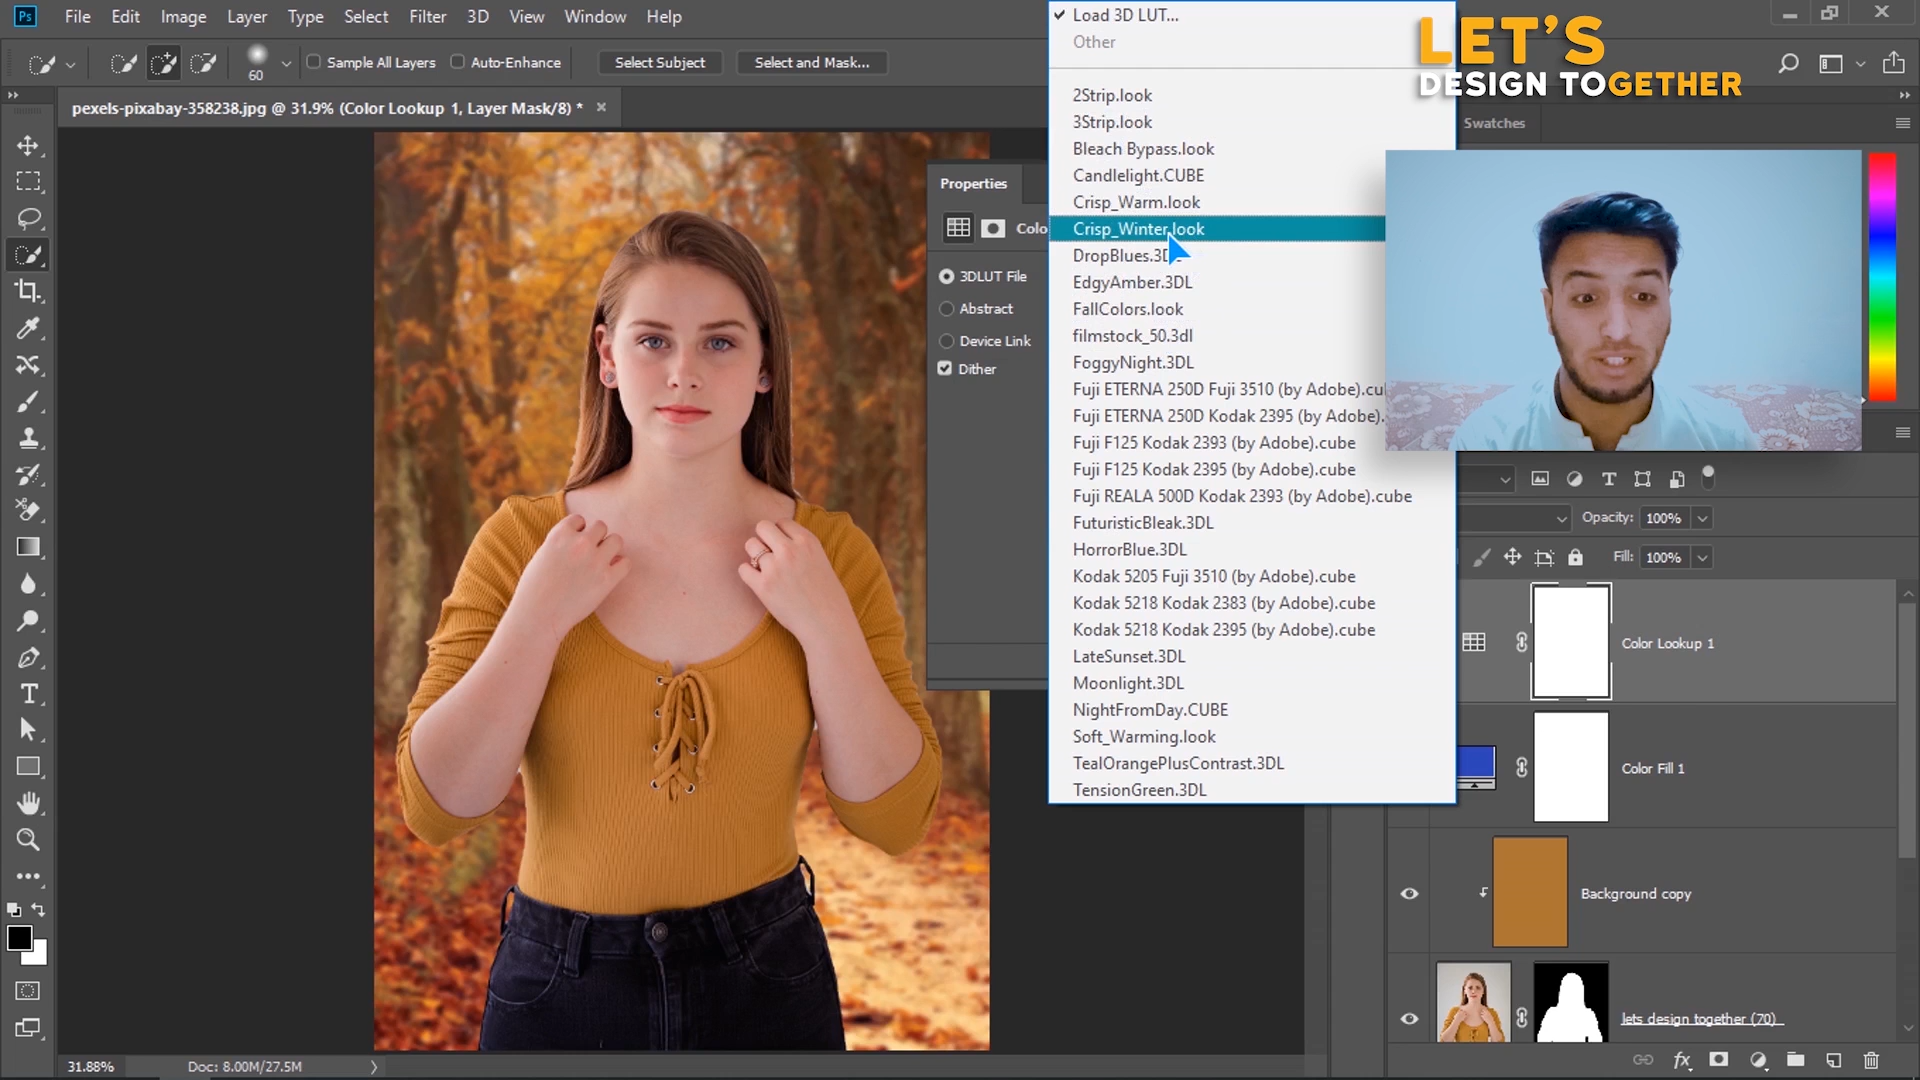 File Edit Image Layer Type Select Filter 3D View Window Help
60 Sample All Layers Auto-Enhance Select Subject Select and Mask...
pexels-pixabay-358238.jpg @ 31.9% (Color Lookup 1, Layer Mask/8) *
Properties
Colo
3DLUT File
Abstract
Device Link
Dither
Load 3D LUT...
Other
2Strip.look
3Strip.look
Bleach Bypass.look
Candlelight.CUBE
Crisp_Warm.look
Crisp_Winter.look
DropBlues.3DL
EdgyAmber.3DL
FallColors.look
filmstock_50.3dl
FoggyNight.3DL
Fuji ETERNA 250D Fuji 3510 (by Adobe).cu
Fuji ETERNA 250D Kodak 2395 (by Adobe).
Fuji F125 Kodak 2393 (by Adobe).cube
Fuji F125 Kodak 2395 (by Adobe).cube
Fuji REALA 500D Kodak 2393 (by Adobe).cube
FuturisticBleak.3DL
HorrorBlue.3DL
Kodak 5205 Fuji 3510 (by Adobe).cube
Kodak 5218 Kodak 2383 (by Adobe).cube
Kodak 5218 Kodak 2395 (by Adobe).cube
LateSunset.3DL
Moonlight.3DL
NightFromDay.CUBE
Soft_Warming.look
TealOrangePlusContrast.3DL
TensionGreen.3DL
LET'S
DESIGN TOGETHER
Swatches
Opacity: 100%
Fill: 100%
Color Lookup 1
Color Fill 1
Background copy
lets design together (70)
31.88% Doc: 8.00M/27.5M